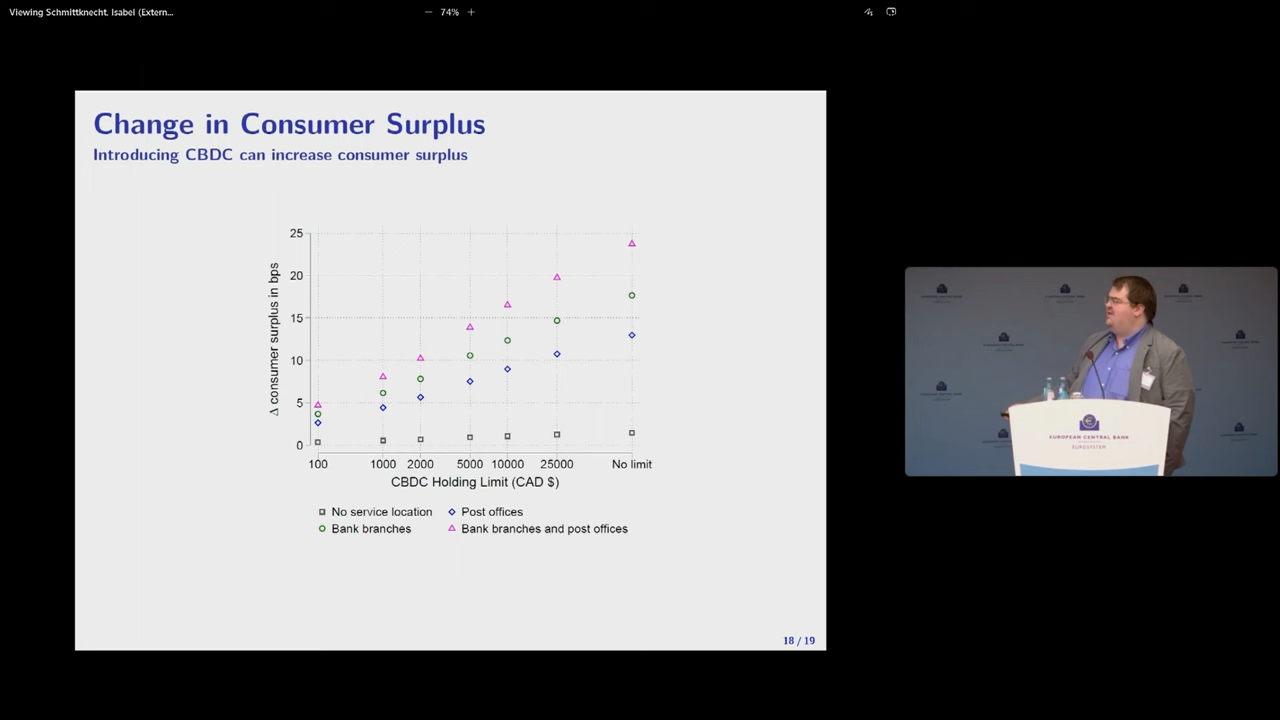 Viewing Schmittknecht, Isabel (Extern...
— 74% +
Change in Consumer Surplus
Introducing CBDC can increase consumer surplus
Δ consumer surplus in bps
25
20
15
10
5
0
100 1000 2000 5000 10000 25000 No limit
CBDC Holding Limit (CAD $)
No service location
Post offices
Bank branches
Bank branches and post offices
18 / 19
EUROPEAN CENTRAL BANK
EUROSYSTEM